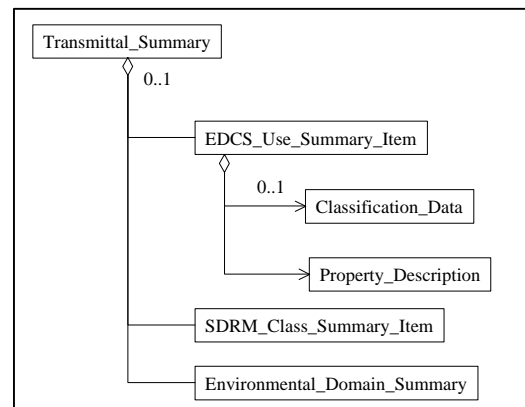 Transmittal_Summary
0..1
EDCS_Use_Summary_Item
0..1
Classification_Data
Property_Description
SDRM_Class_Summary_Item
Environmental_Domain_Summary